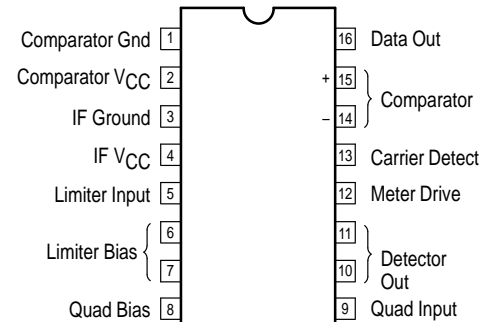 Comparator Gnd 1
16 Data Out
Comparator VCC 2
+ 15
Comparator
IF Ground 3
– 14
IF VCC 4
13 Carrier Detect
Limiter Input 5
12 Meter Drive
6
Limiter Bias
7
11
Detector
Out
10
Quad Bias 8
9 Quad Input